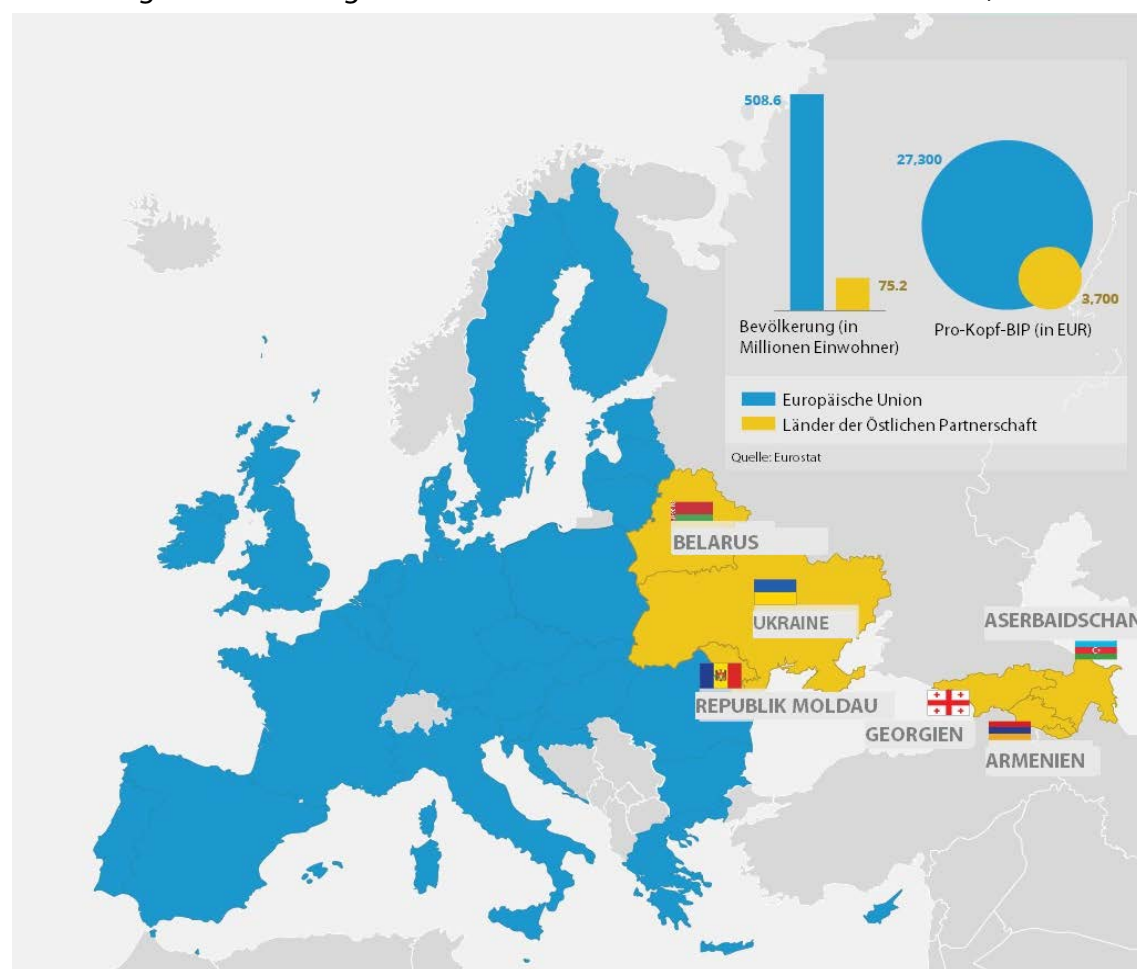 508.6
27,300
75.2
3,700
Bevölkerung (in
Millionen Einwohner)
Pro-Kopf-BIP (in EUR)
Europäische Union
Länder der Östlichen Partnerschaft
Quelle: Eurostat
BELARUS
UKRAINE
ASERBAIDSCHAN
REPUBLIK MOLDAU
GEORGIEN
ARMENIEN